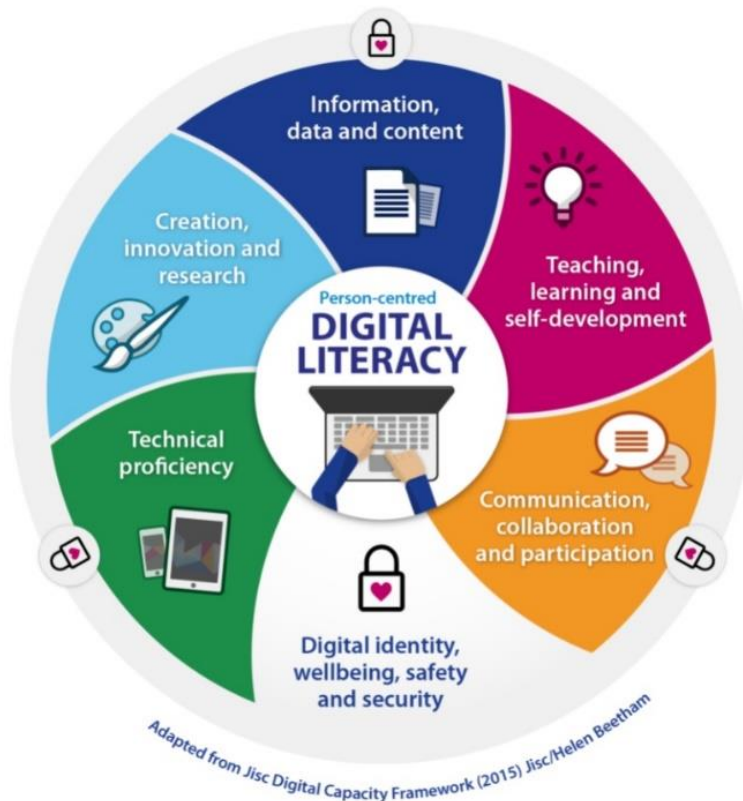 Information,
data and content
Teaching,
learning and
self-development
Communication,
collaboration
and participation
Digital identity,
wellbeing, safety
and security
Technical
proficiency
Creation,
innovation and
research
Person-centred
DIGITAL
LITERACY
Adapted from Jisc Digital Capacity Framework (2015) Jisc/Helen Beetham